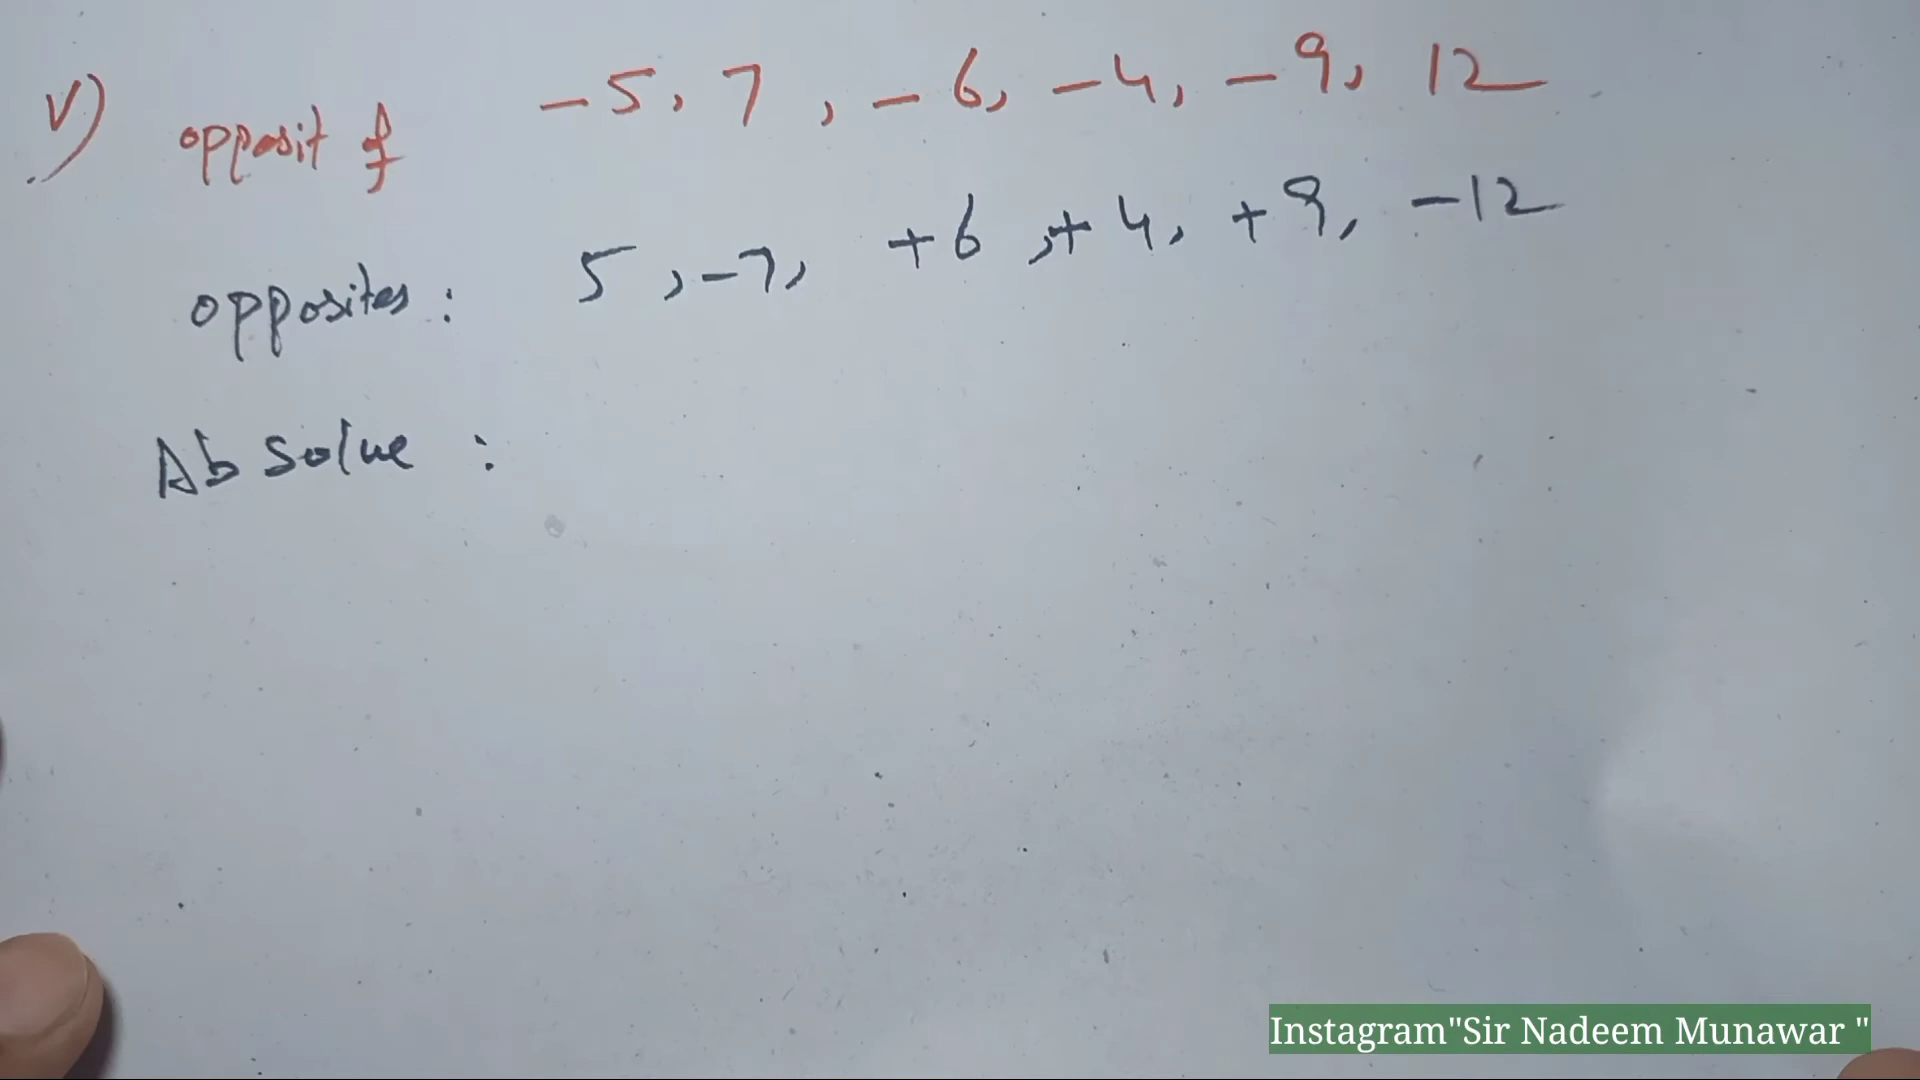 v) opposit of -5, 7, -6, -4, -9, 12
opposites: 5, -7, +6, +4, +9, -12
Ab solue :
Instagram"Sir Nadeem Munawar "